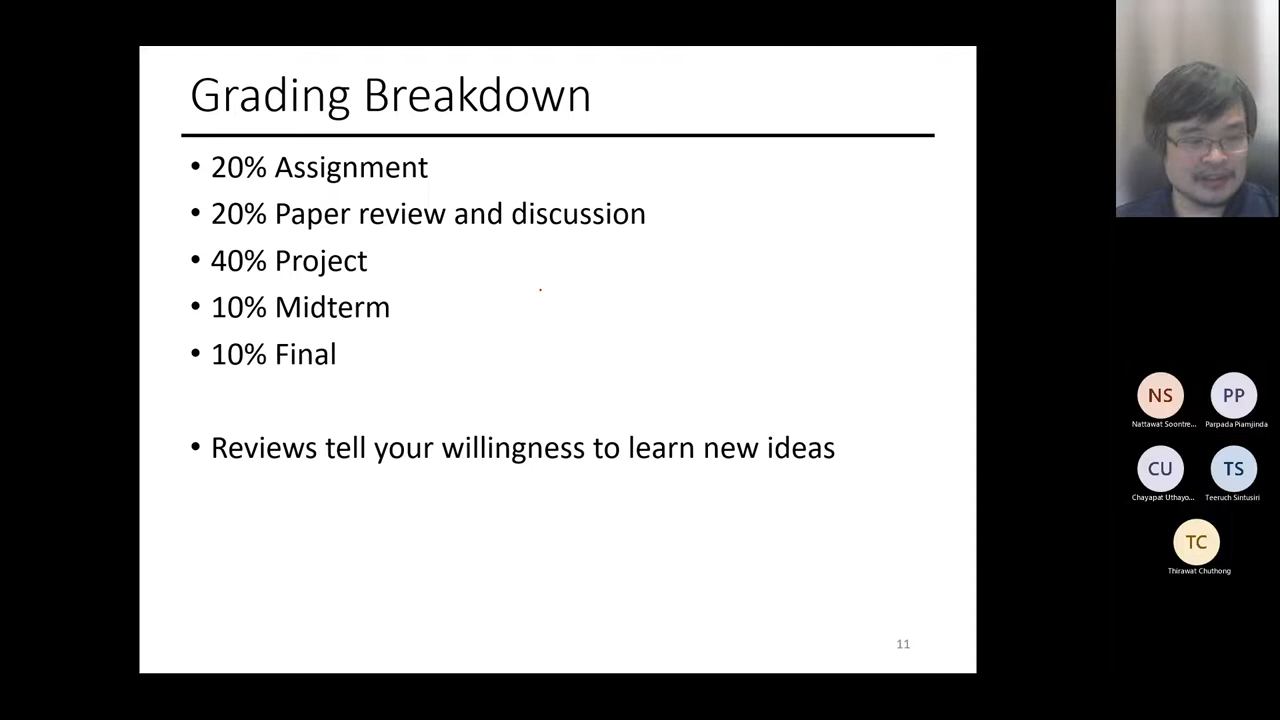 Grading Breakdown
• 20% Assignment
• 20% Paper review and discussion
• 40% Project
• 10% Midterm
• 10% Final
• Reviews tell your willingness to learn new ideas
11
NS
Nattawat Soontre...
PP
Parpada Piamjinda
CU
Chayapat Uthayo...
TS
Teeruch Sintusiri
TC
Thirawat Chuthong